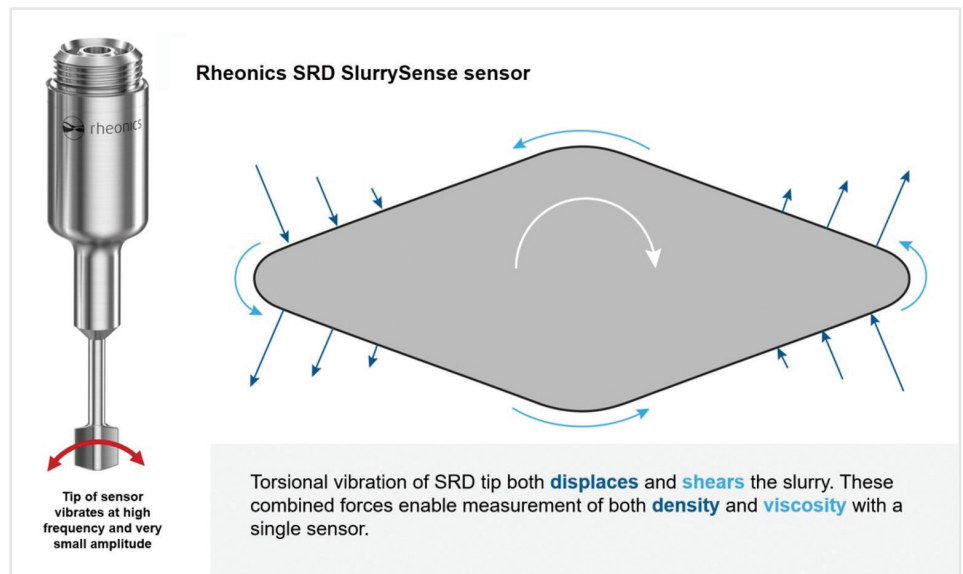 Rheonics SRD SlurrySense sensor
rheonics
Tip of sensor
vibrates at high
frequency and very
small amplitude
Torsional vibration of SRD tip both displaces and shears the slurry. These
combined forces enable measurement of both density and viscosity with a
single sensor.